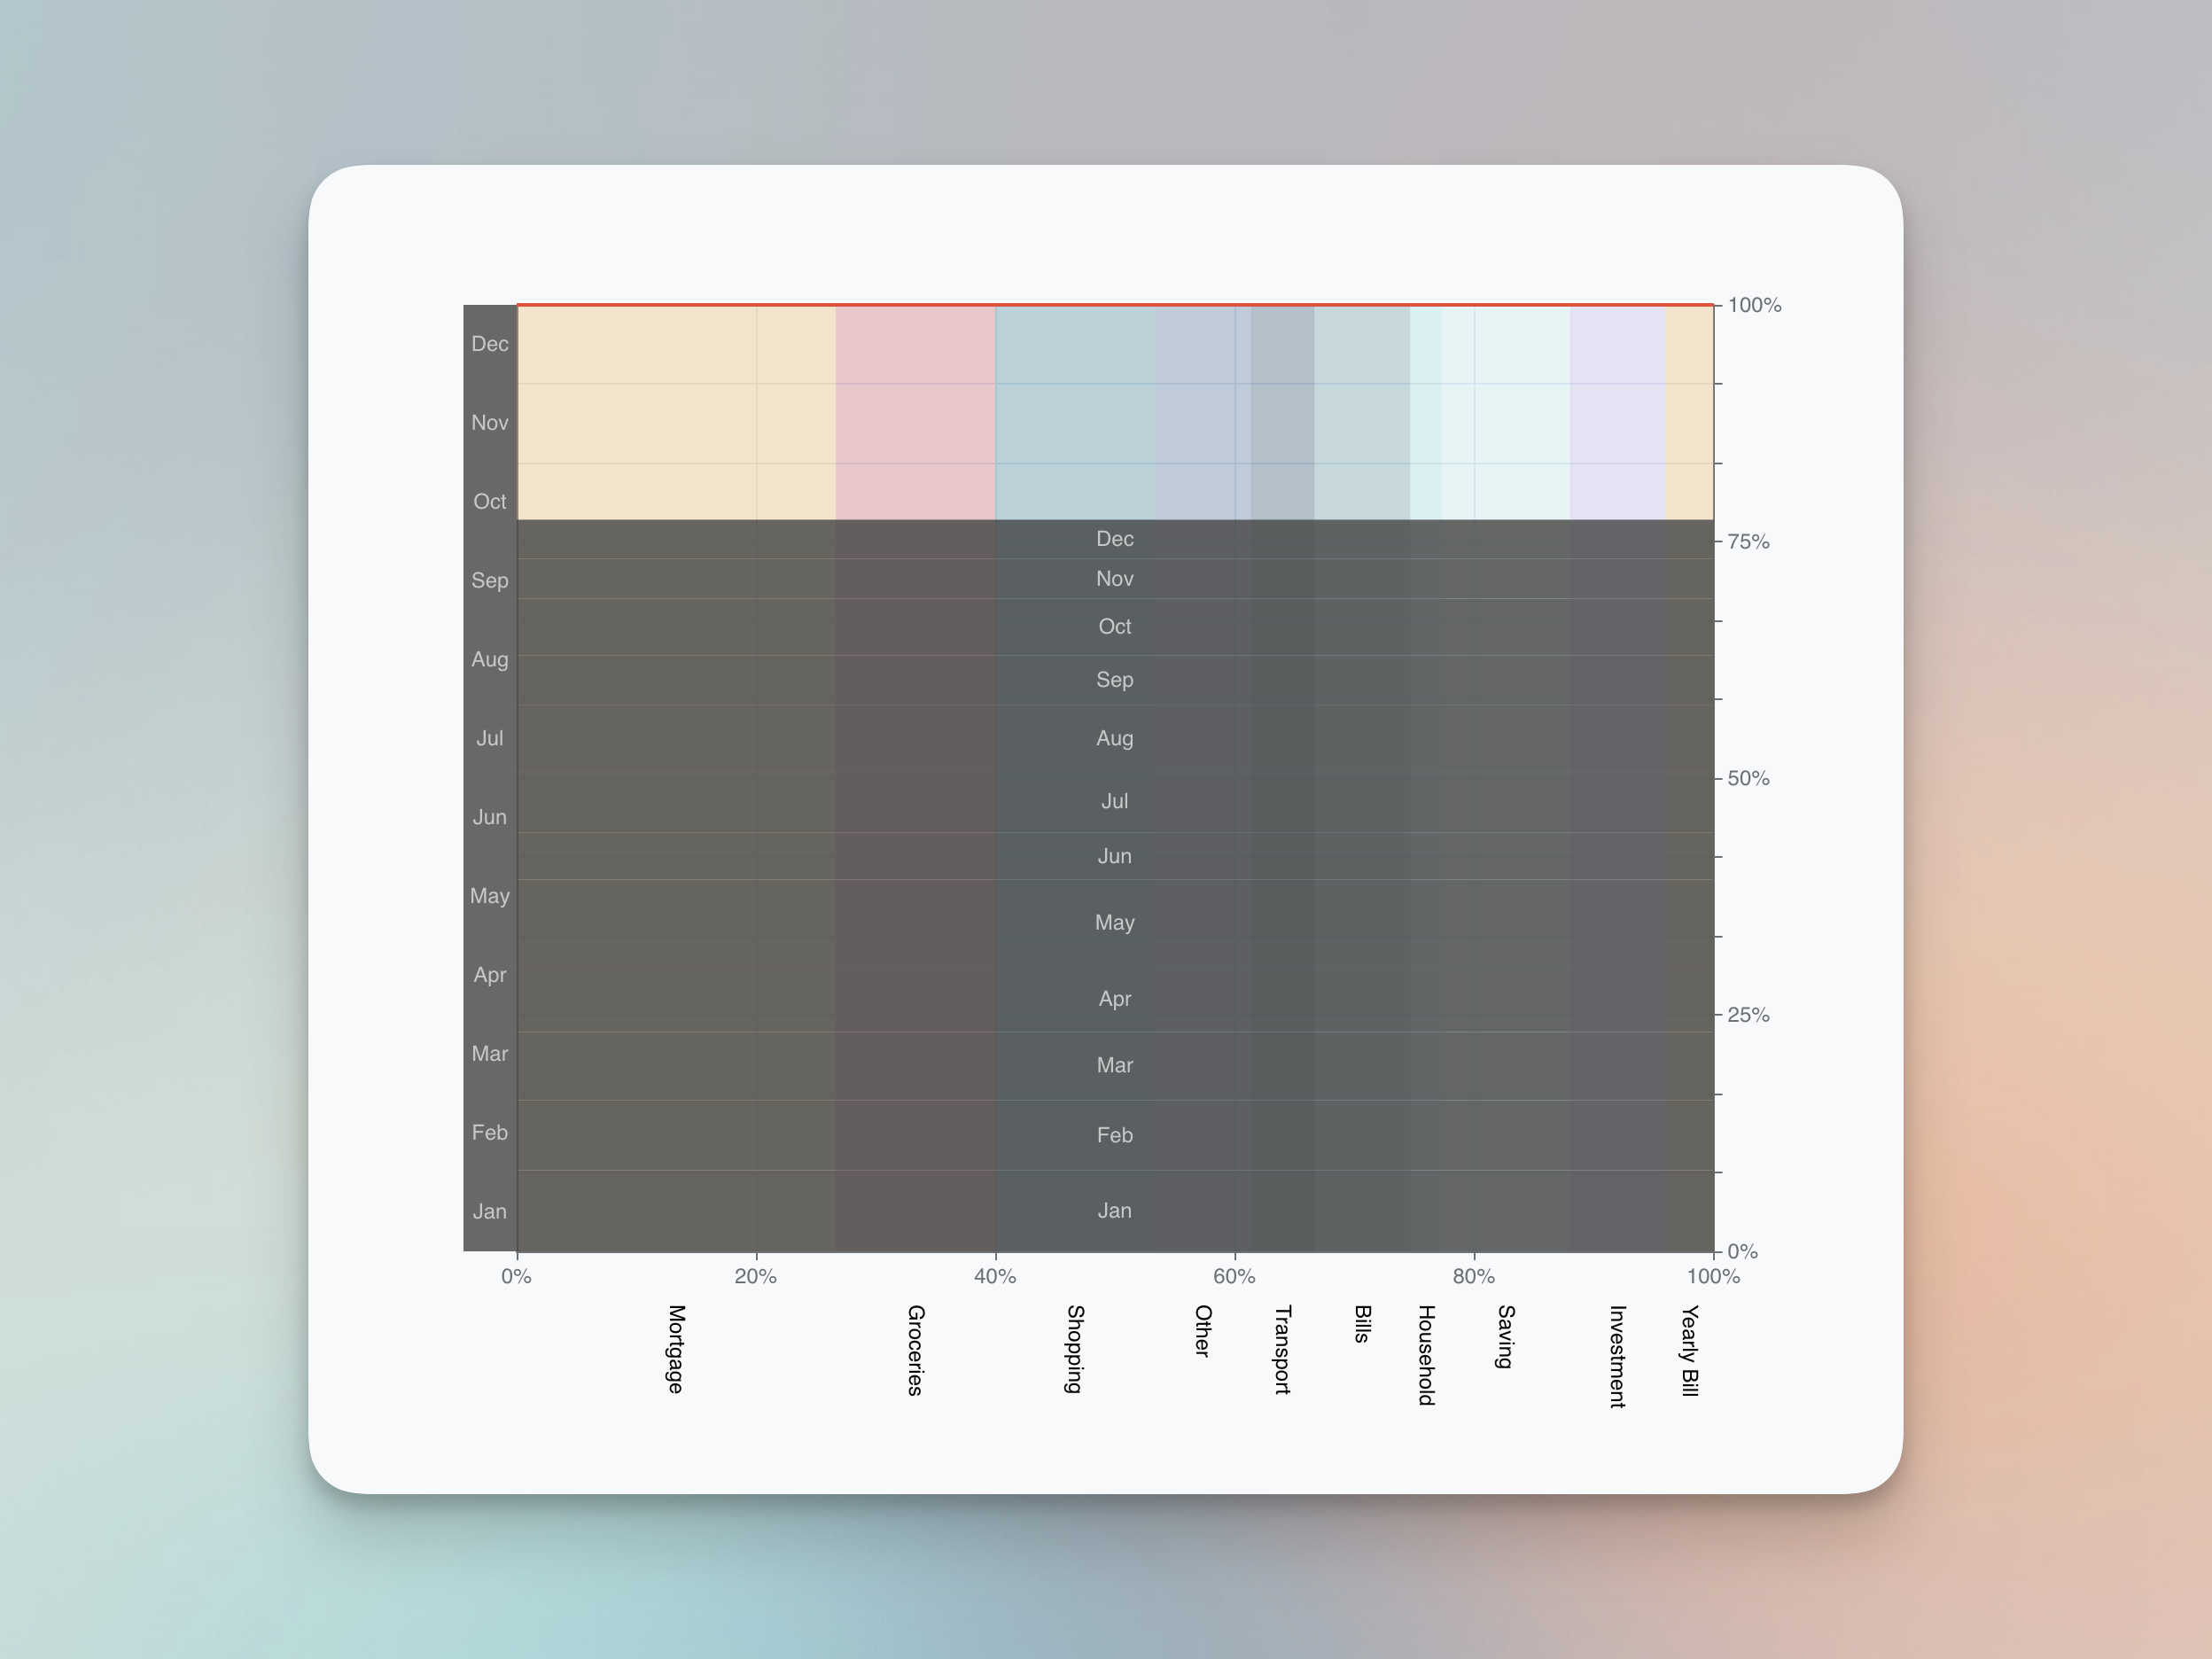 100%
75%
50%
25%
0%
Dec
Nov
Oct
Sep
Aug
Jul
Jun
May
Apr
Mar
Feb
Jan
Dec
Nov
Oct
Sep
Aug
Jul
Jun
May
Apr
Mar
Feb
Jan
0% 20% 40% 60% 80% 100%
Mortgage
Groceries
Shopping
Other
Transport
Bills
Household
Saving
Investment
Yearly Bill